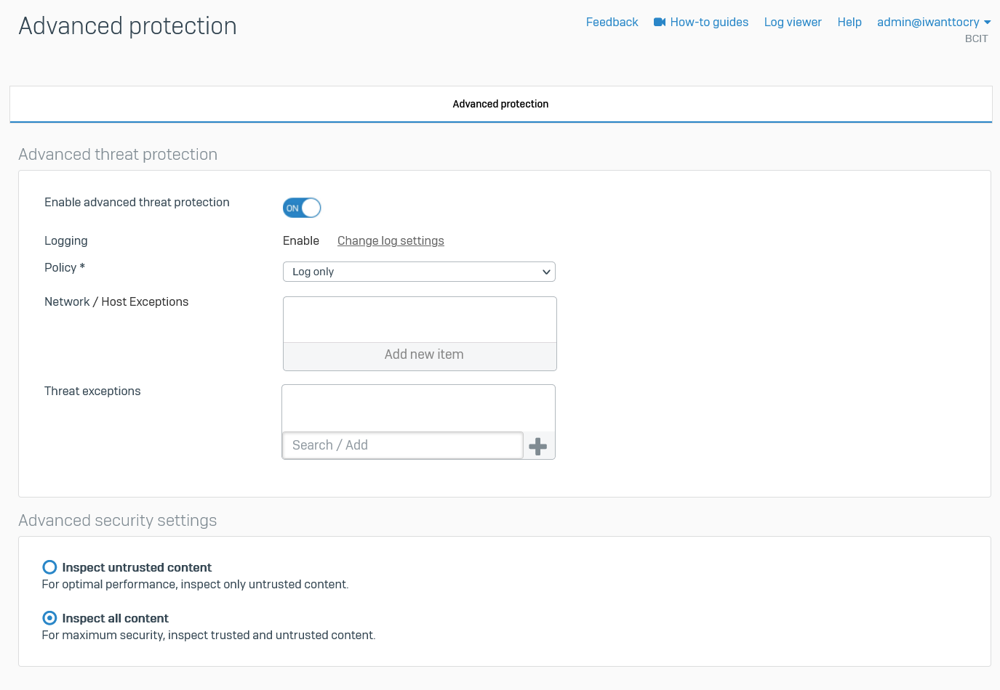 Advanced protection
Feedback How-to guides Log viewer Help admin@iwanttocry
BCIT
Advanced protection
Advanced threat protection
Enable advanced threat protection ON
Logging Enable Change log settings
Policy * Log only
Network / Host Exceptions
Add new item
Threat exceptions
Search / Add
Advanced security settings
Inspect untrusted content
For optimal performance, inspect only untrusted content.
Inspect all content
For maximum security, inspect trusted and untrusted content.